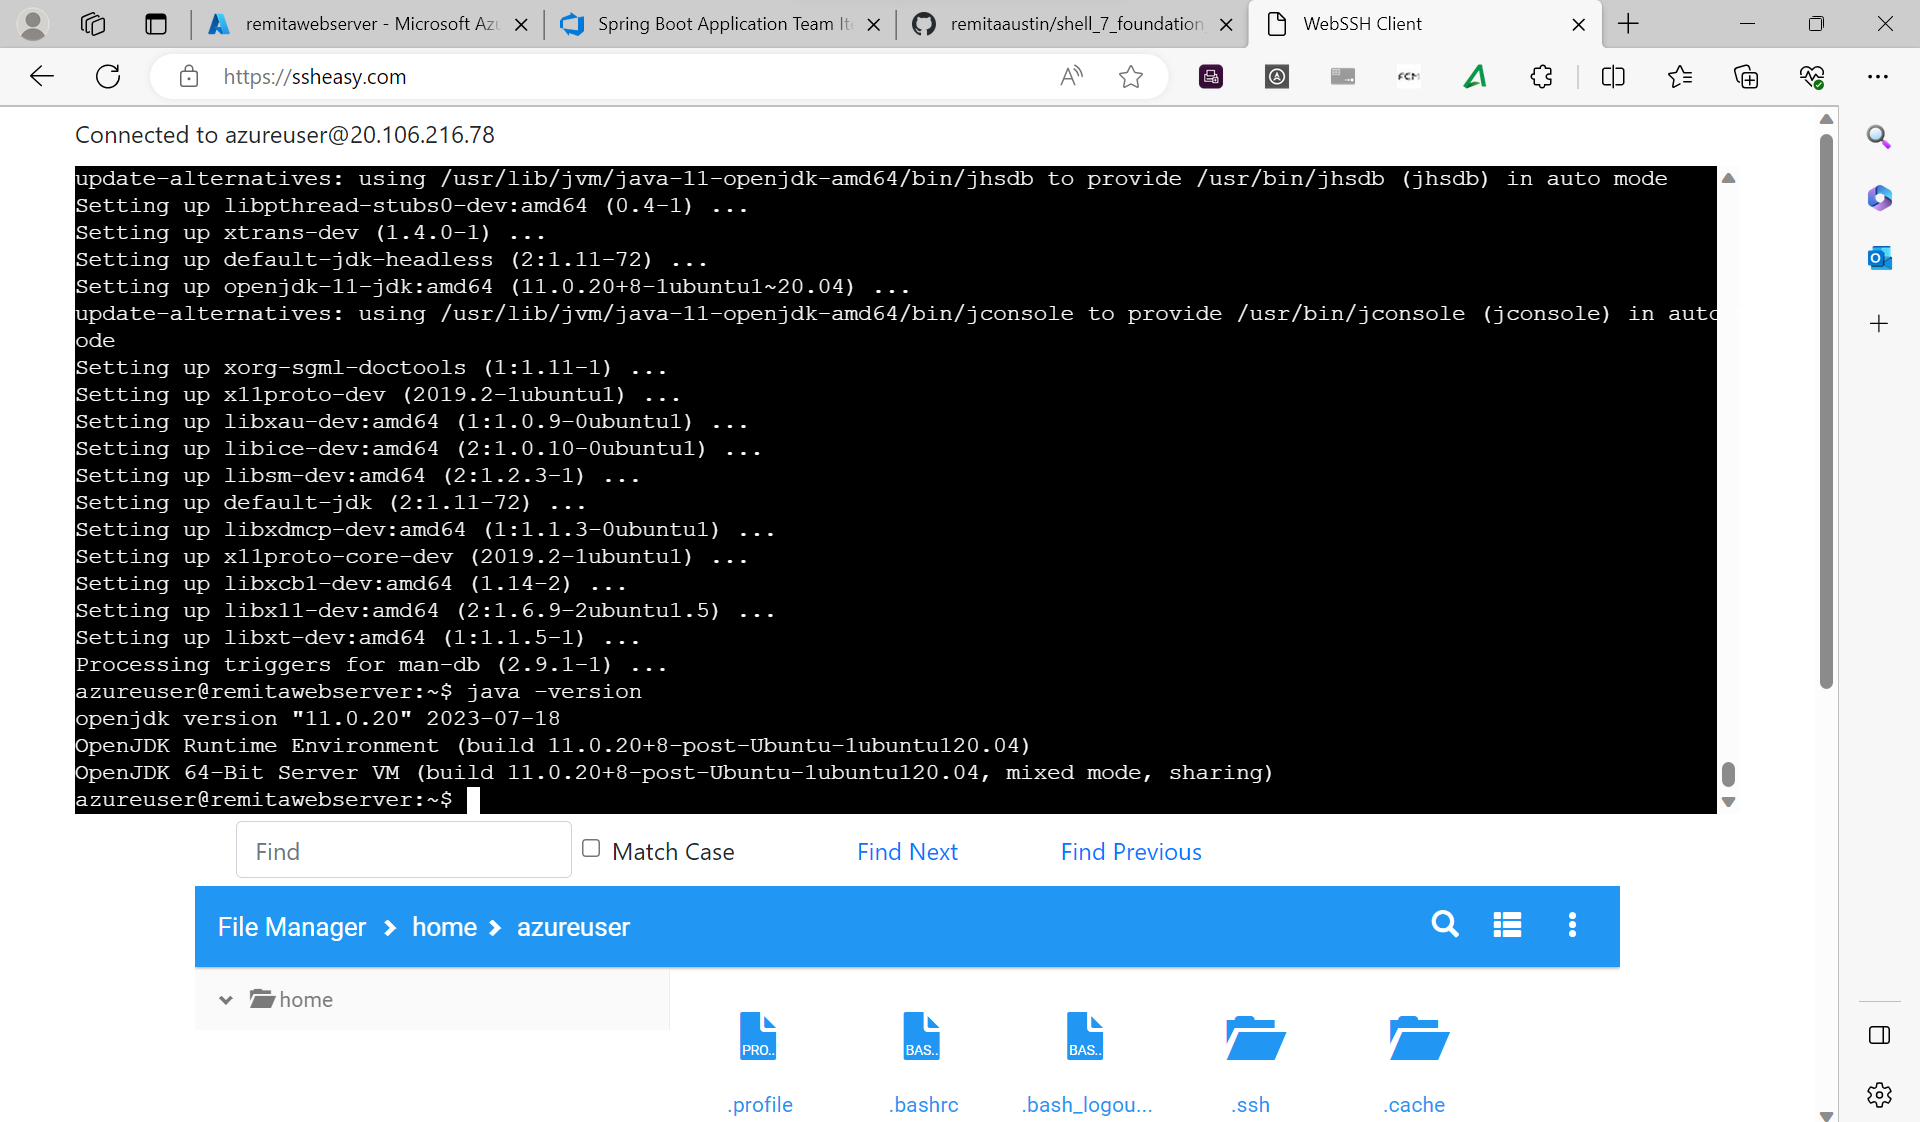 remitawebserver - Microsoft Azu
Spring Boot Application Team Ite
remitaaustin/shell_7_foundation
WebSSH Client
https://ssheasy.com
FCM
Connected to azureuser@20.106.216.78
update-alternatives: using /usr/lib/jvm/java-11-openjdk-amd64/bin/jhsdb to provide /usr/bin/jhsdb (jhsdb) in auto mode
Setting up libpthread-stubs0-dev:amd64 (0.4-1) ...
Setting up xtrans-dev (1.4.0-1) ...
Setting up default-jdk-headless (2:1.11-72) ...
Setting up openjdk-11-jdk:amd64 (11.0.20+8-1ubuntu1~20.04) ...
update-alternatives: using /usr/lib/jvm/java-11-openjdk-amd64/bin/jconsole to provide /usr/bin/jconsole (jconsole) in auto
ode
Setting up xorg-sgml-doctools (1:1.11-1) ...
Setting up x11proto-dev (2019.2-1ubuntu1) ...
Setting up libxau-dev:amd64 (1:1.0.9-0ubuntu1) ...
Setting up libice-dev:amd64 (2:1.0.10-0ubuntu1) ...
Setting up libsm-dev:amd64 (2:1.2.3-1) ...
Setting up default-jdk (2:1.11-72) ...
Setting up libxdmcp-dev:amd64 (1:1.1.3-0ubuntu1) ...
Setting up x11proto-core-dev (2019.2-1ubuntu1) ...
Setting up libxcb1-dev:amd64 (1.14-2) ...
Setting up libx11-dev:amd64 (2:1.6.9-2ubuntu1.5) ...
Setting up libxt-dev:amd64 (1:1.1.5-1) ...
Processing triggers for man-db (2.9.1-1) ...
azureuser@remitawebserver:~$ java -version
openjdk version "11.0.20" 2023-07-18
OpenJDK Runtime Environment (build 11.0.20+8-post-Ubuntu-1ubuntu120.04)
OpenJDK 64-Bit Server VM (build 11.0.20+8-post-Ubuntu-1ubuntu120.04, mixed mode, sharing)
azureuser@remitawebserver:~$
Find
Match Case
Find Next
Find Previous
File Manager > home > azureuser
home
PRO..
BAS..
BAS..
.profile
.bashrc
.bash_logou...
.ssh
.cache